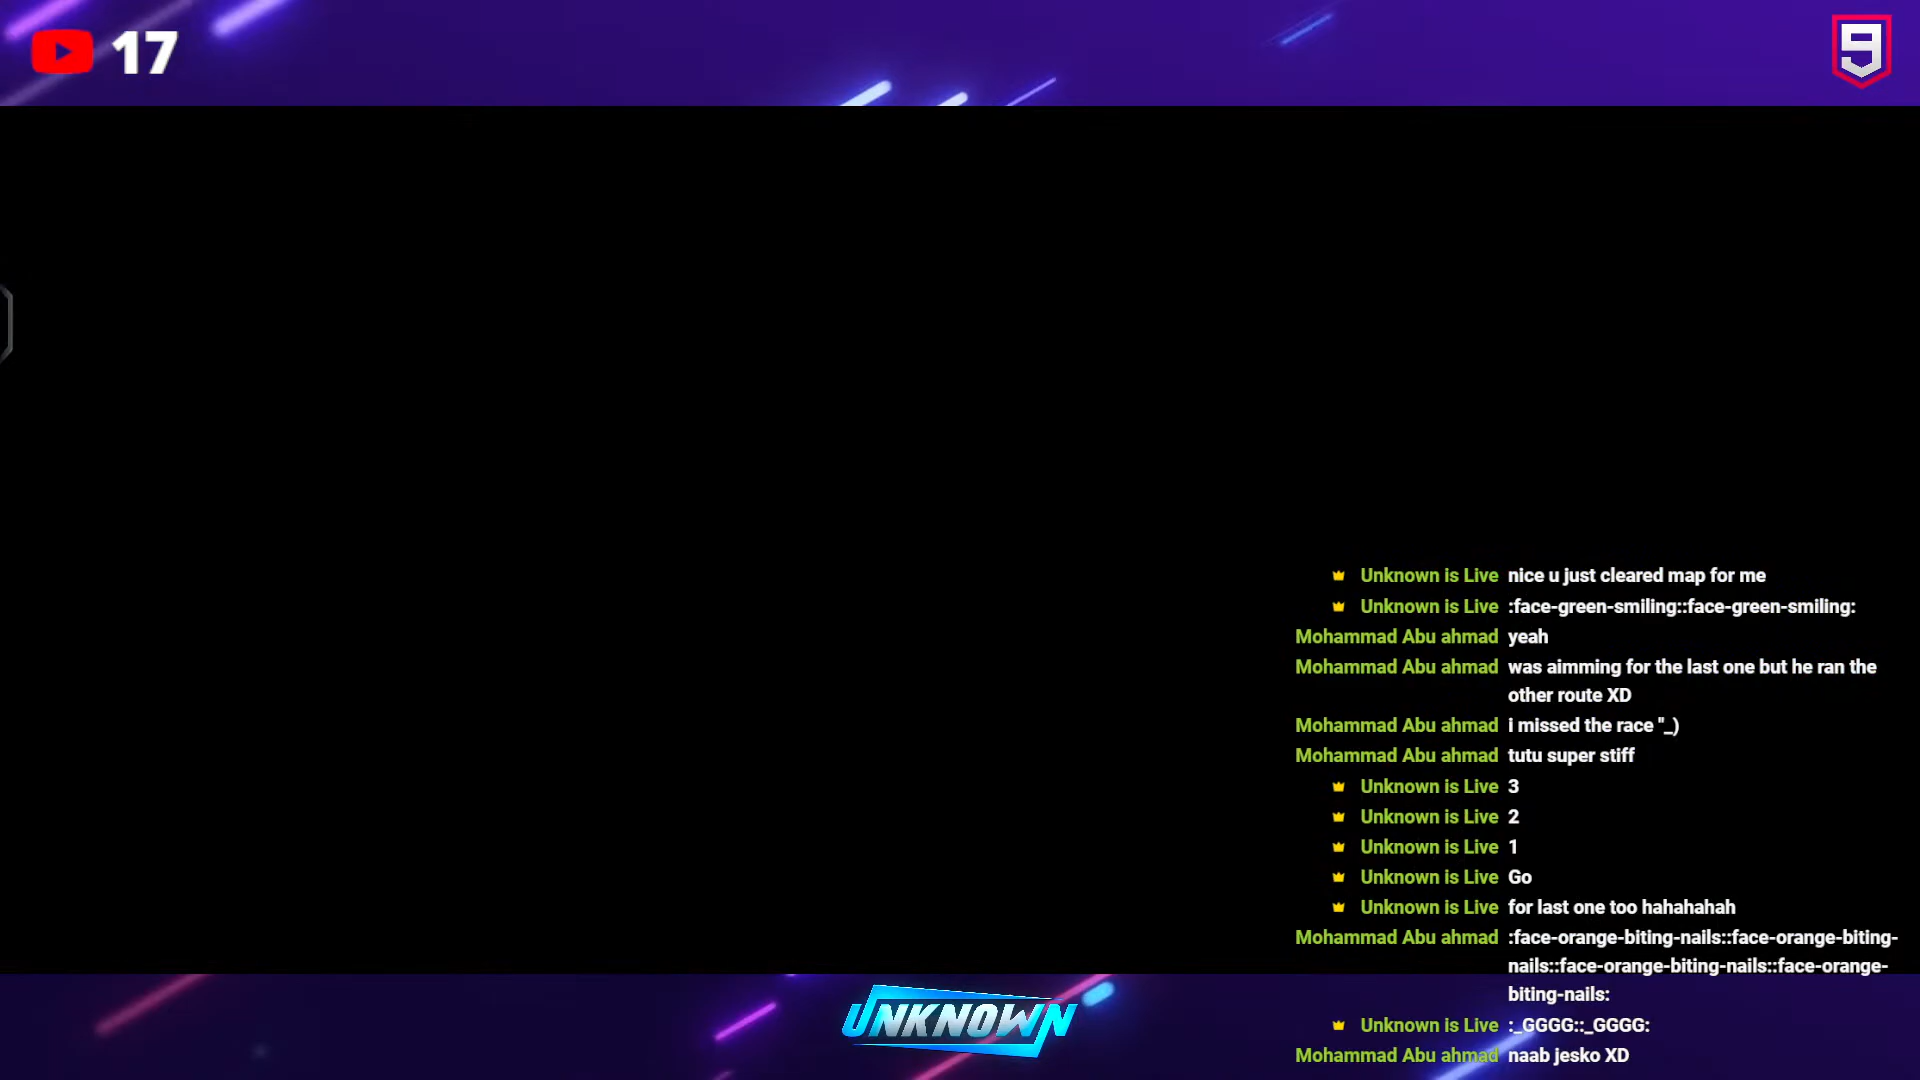 17
9
Unknown is Live nice u just cleared map for me
Unknown is Live :face-green-smiling::face-green-smiling:
Mohammad Abu ahmad yeah
Mohammad Abu ahmad was aimming for the last one but he ran the
other route XD
Mohammad Abu ahmad i missed the race "_)
Mohammad Abu ahmad tutu super stiff
Unknown is Live 3
Unknown is Live 2
Unknown is Live 1
Unknown is Live Go
Unknown is Live for last one too hahahahah
Mohammad Abu ahmad :face-orange-biting-nails::face-orange-biting-
nails::face-orange-biting-nails::face-orange-
biting-nails:
Unknown is Live :_GGGG::_GGGG:
Mohammad Abu ahmad naab jesko XD
UNKNOWN